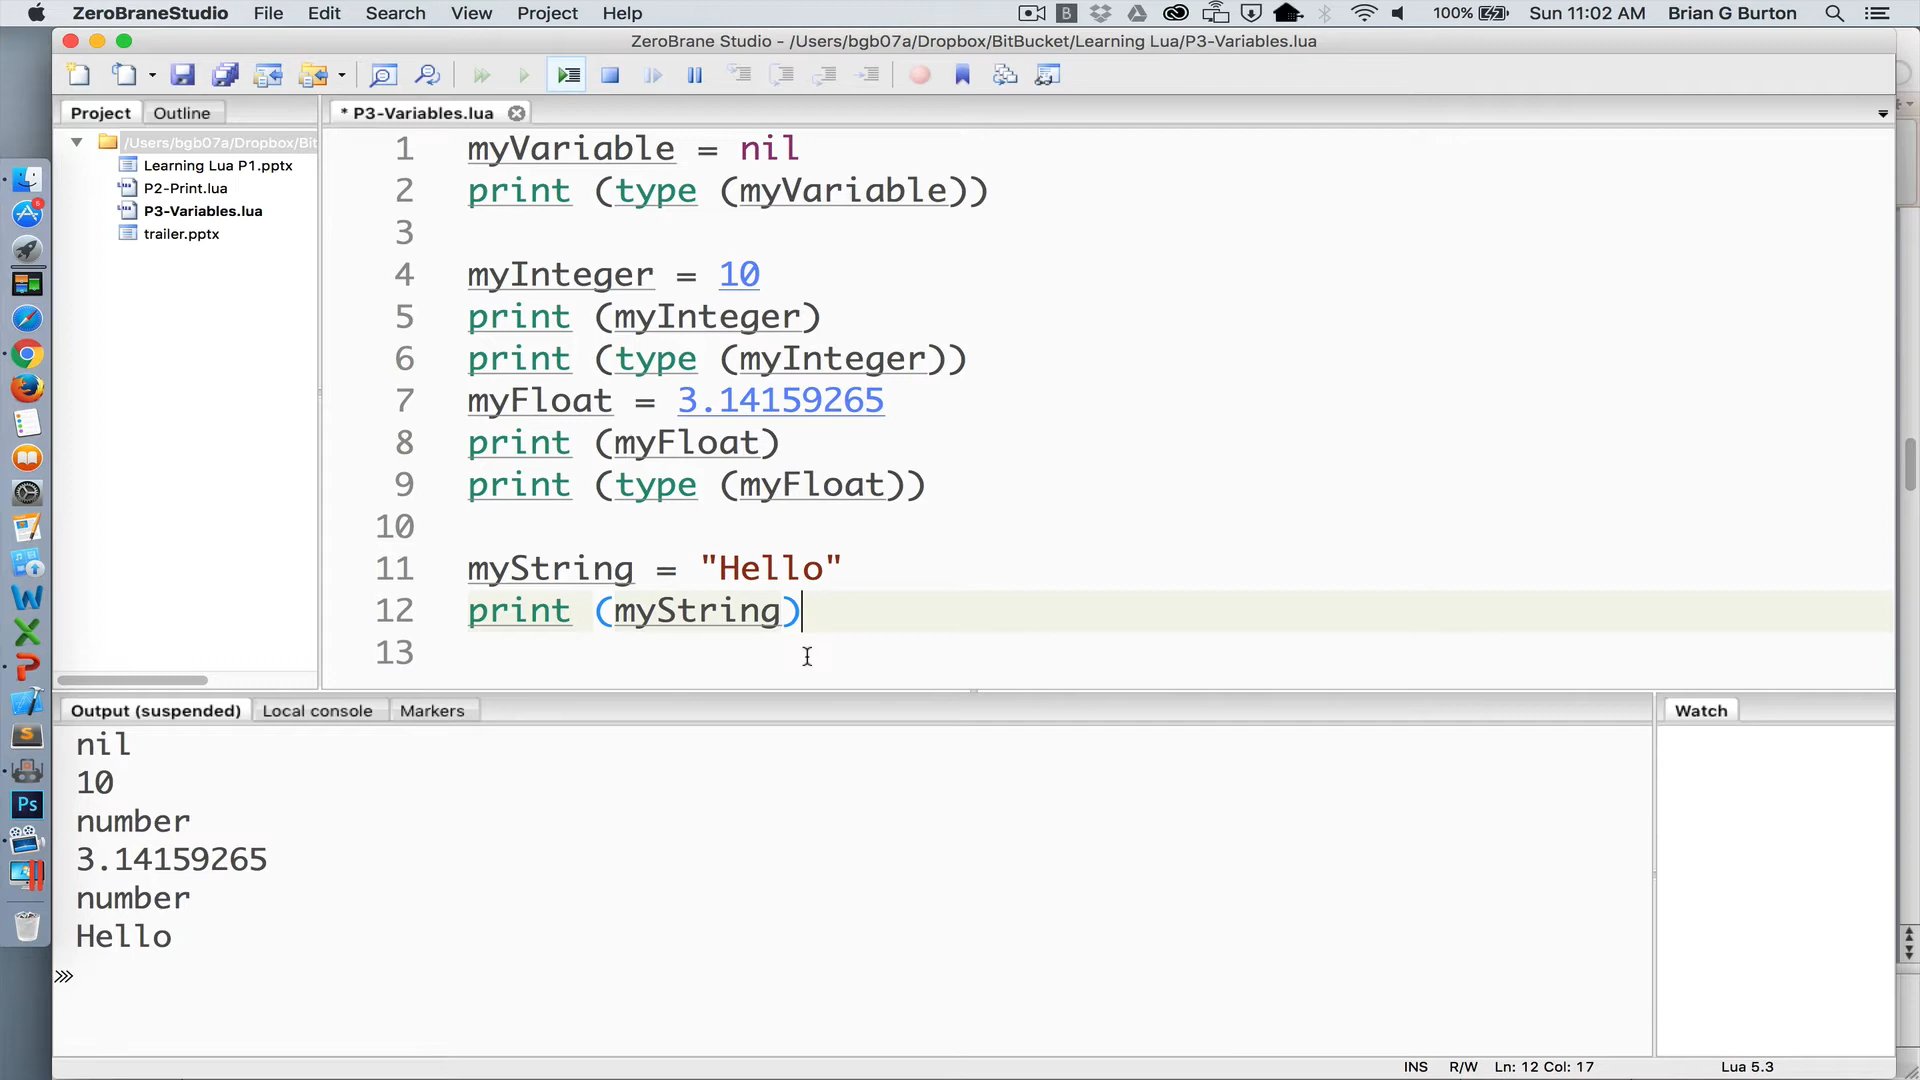 ZeroBraneStudio File Edit Search View Project Help 100% Sun 11:02 AM Brian G Burton
ZeroBrane Studio - /Users/bgb07a/Dropbox/BitBucket/Learning Lua/P3-Variables.lua
Project Outline
* P3-Variables.lua
/Users/bgb07a/Dropbox/Bit
Learning Lua P1.pptx
P2-Print.lua
P3-Variables.lua
trailer.pptx
1 myVariable = nil
2 print (type (myVariable))
3
4 myInteger = 10
5 print (myInteger)
6 print (type (myInteger))
7 myFloat = 3.14159265
8 print (myFloat)
9 print (type (myFloat))
10
11 myString = "Hello"
12 print (myString)
13
Output (suspended) Local console Markers
Watch
nil
10
number
3.14159265
number
Hello
Ps
INS R/W Ln: 12 Col: 17 Lua 5.3